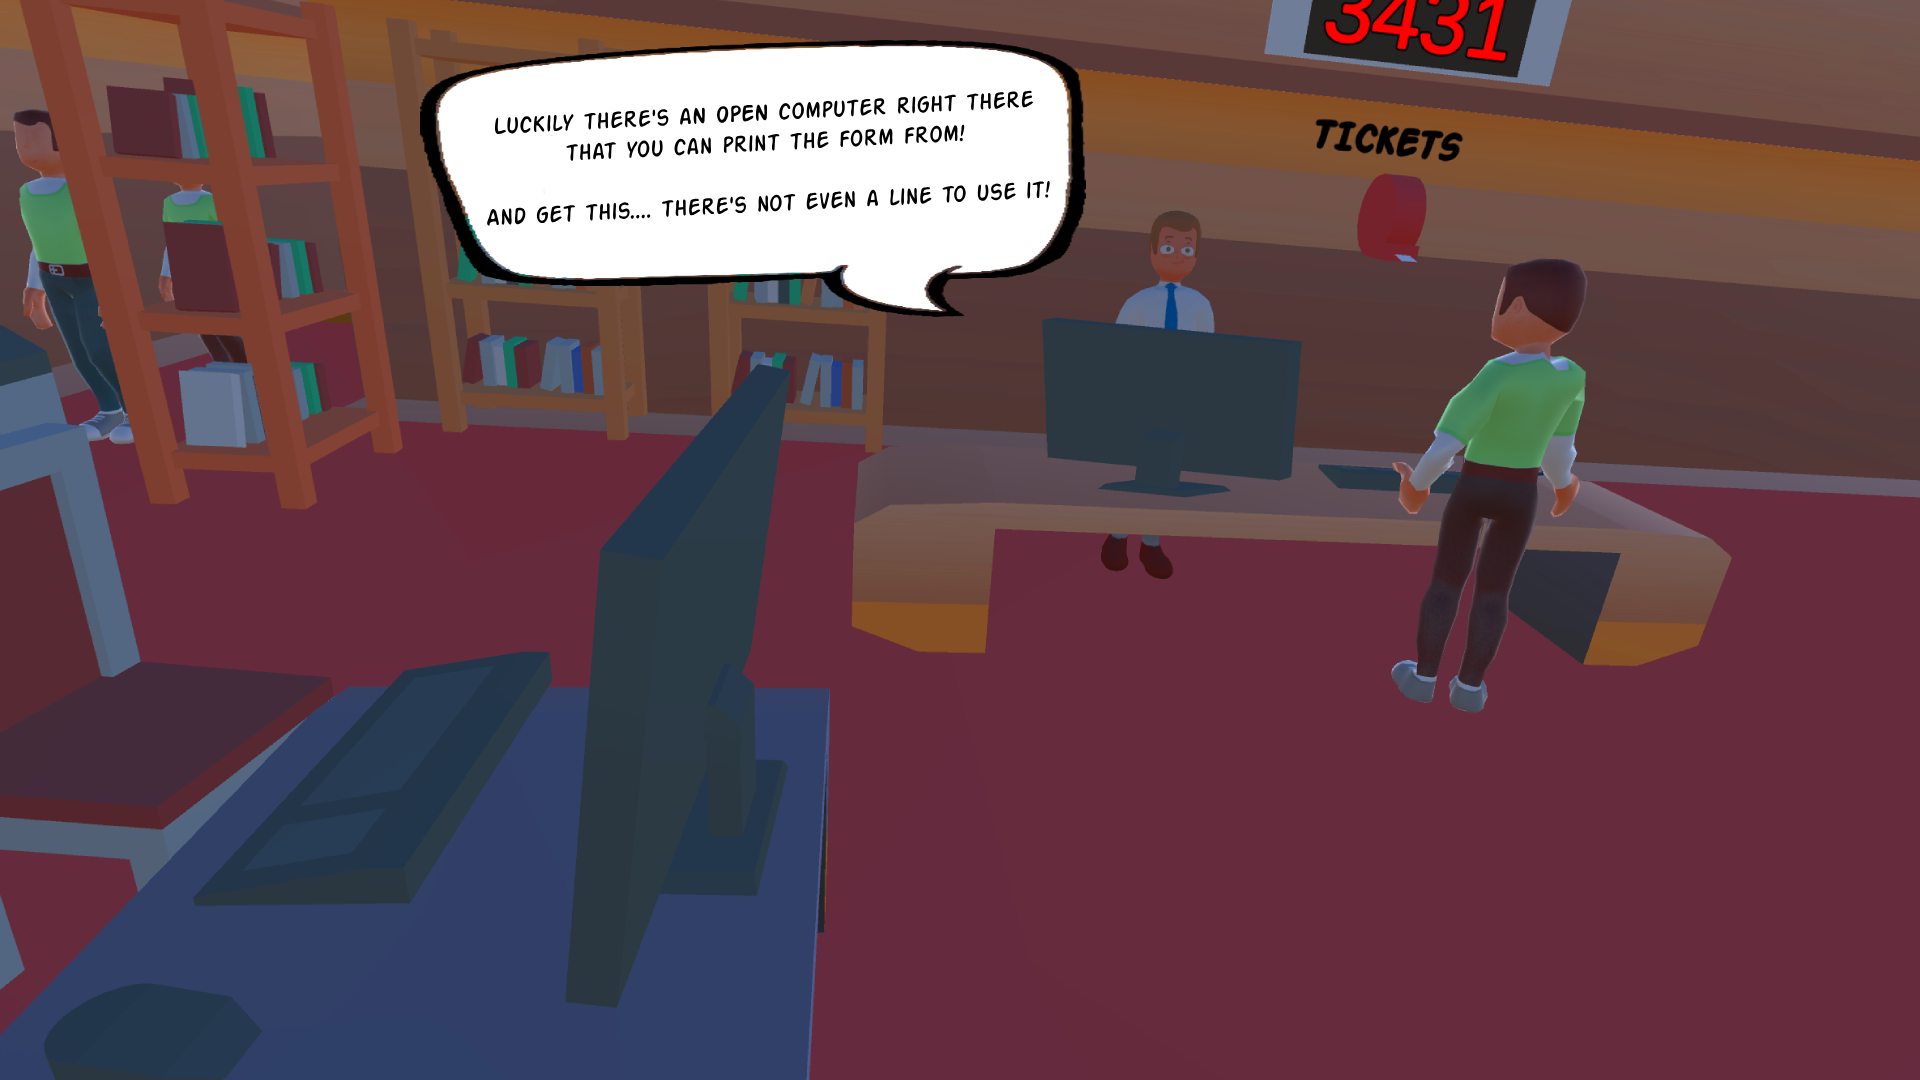 3431
LUCKILY THERE'S AN OPEN COMPUTER RIGHT THERE
THAT YOU CAN PRINT THE FORM FROM!
AND GET THIS.... THERE'S NOT EVEN A LINE TO USE IT!
TICKETS